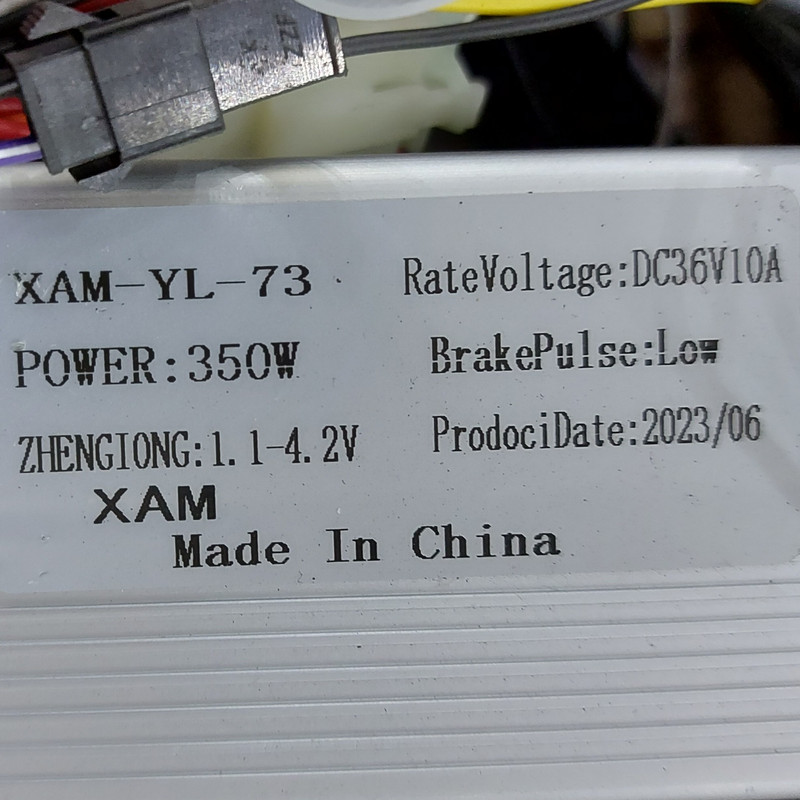 XAM-YL-73
RateVoltage:DC36V10A
POWER:350W
BrakePulse:Low
ZHENGIONG:1.1-4.2V
ProdociDate:2023/06
XAM
Made In China